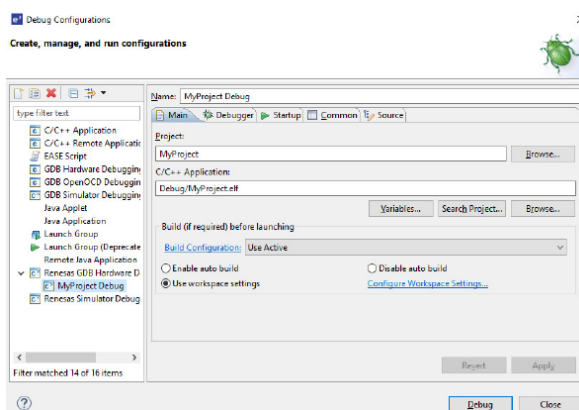 e² Debug Configurations
Create, manage, and run configurations
type filter text
C/C++ Application
C/C++ Remote Applicatic
EASE Script
GDB Hardware Debugging
GDB OpenOCD Debuggin
GDB Simulator Debugging
Java Applet
Java Application
Launch Group
Launch Group (Deprecate
Remote Java Application
Renesas GDB Hardware D
MyProject Debug
Renesas Simulator Debug
Filter matched 14 of 16 items
Name: MyProject Debug
Main Debugger Startup Common Source
Project:
MyProject Browse...
C/C++ Application:
Debug/MyProject.elf
Variables... Search Project... Browse...
Build (if required) before launching
Build Configuration: Use Active
Enable auto build Disable auto build
Use workspace settings Configure Workspace Settings...
Revert Apply
Debug Close